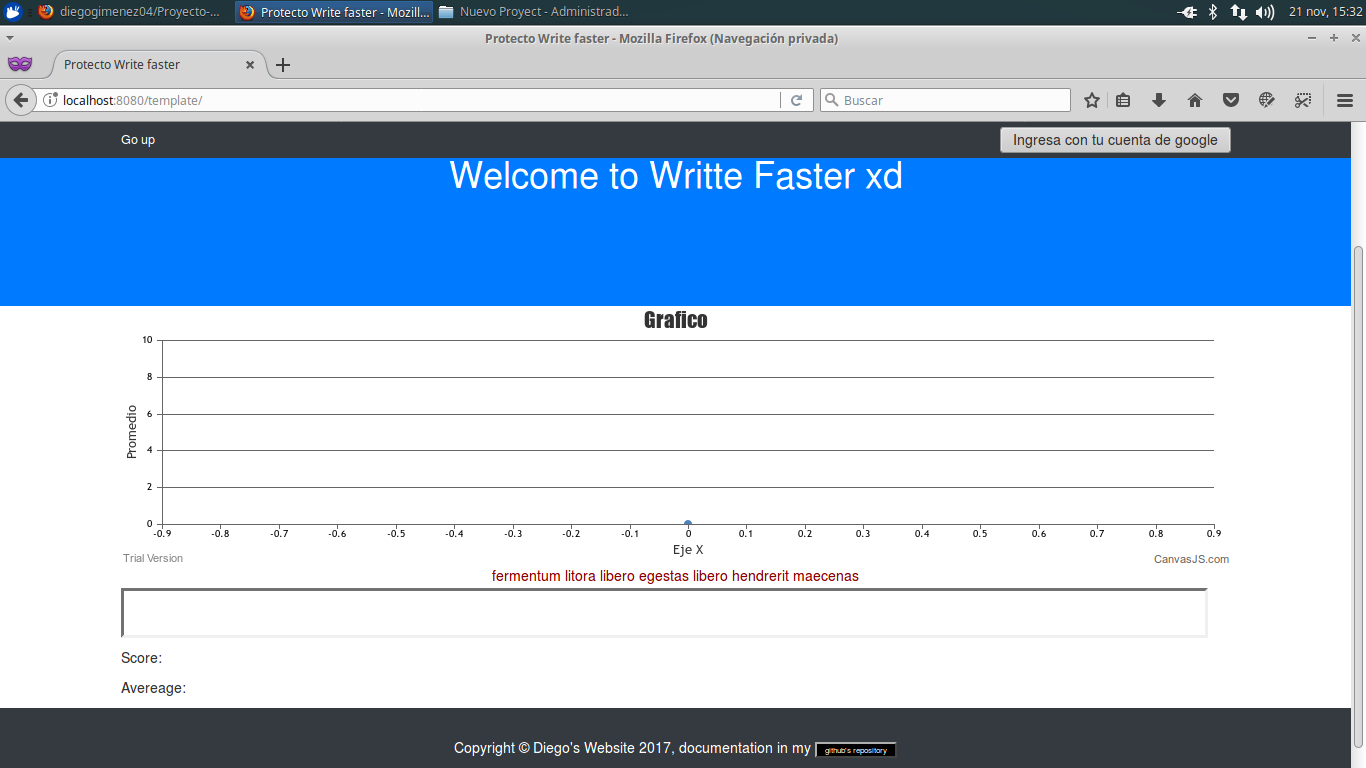 diegogimenez04/Proyecto-... Protecto Write faster - Mozill... Nuevo Proyect - Administrad... 21 nov, 15:32
Protecto Write faster - Mozilla Firefox (Navegación privada)
Protecto Write faster
localhost:8080/template/ Buscar
Go up Ingresa con tu cuenta de google
Welcome to Writte Faster xd
Grafico
10
8
6
4
2
0
Promedio
-0.9 -0.8 -0.7 -0.6 -0.5 -0.4 -0.3 -0.2 -0.1 0 0.1 0.2 0.3 0.4 0.5 0.6 0.7 0.8 0.9
Eje X
Trial Version CanvasJS.com
fermentum litora libero egestas libero hendrerit maecenas
Score:
Avereage:
Copyright © Diego's Website 2017, documentation in my github's repository